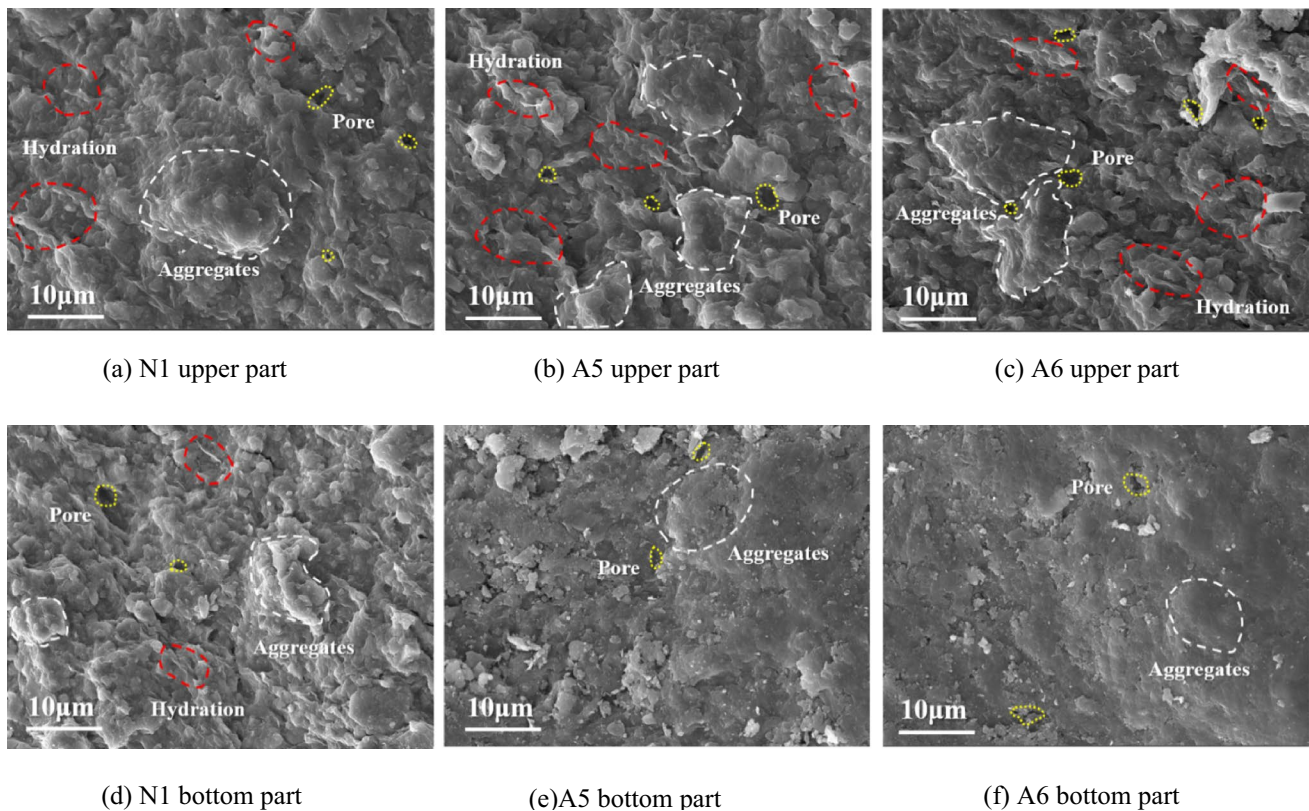 Hydration
Pore
Aggregates
10μm
Hydration
Pore
Aggregates
10μm
Pore
Aggregates
Hydration
10μm
(a) N1 upper part
(b) A5 upper part
(c) A6 upper part
Pore
Aggregates
Hydration
10μm
Aggregates
Pore
10μm
Pore
Aggregates
10μm
(d) N1 bottom part
(e)A5 bottom part
(f) A6 bottom part